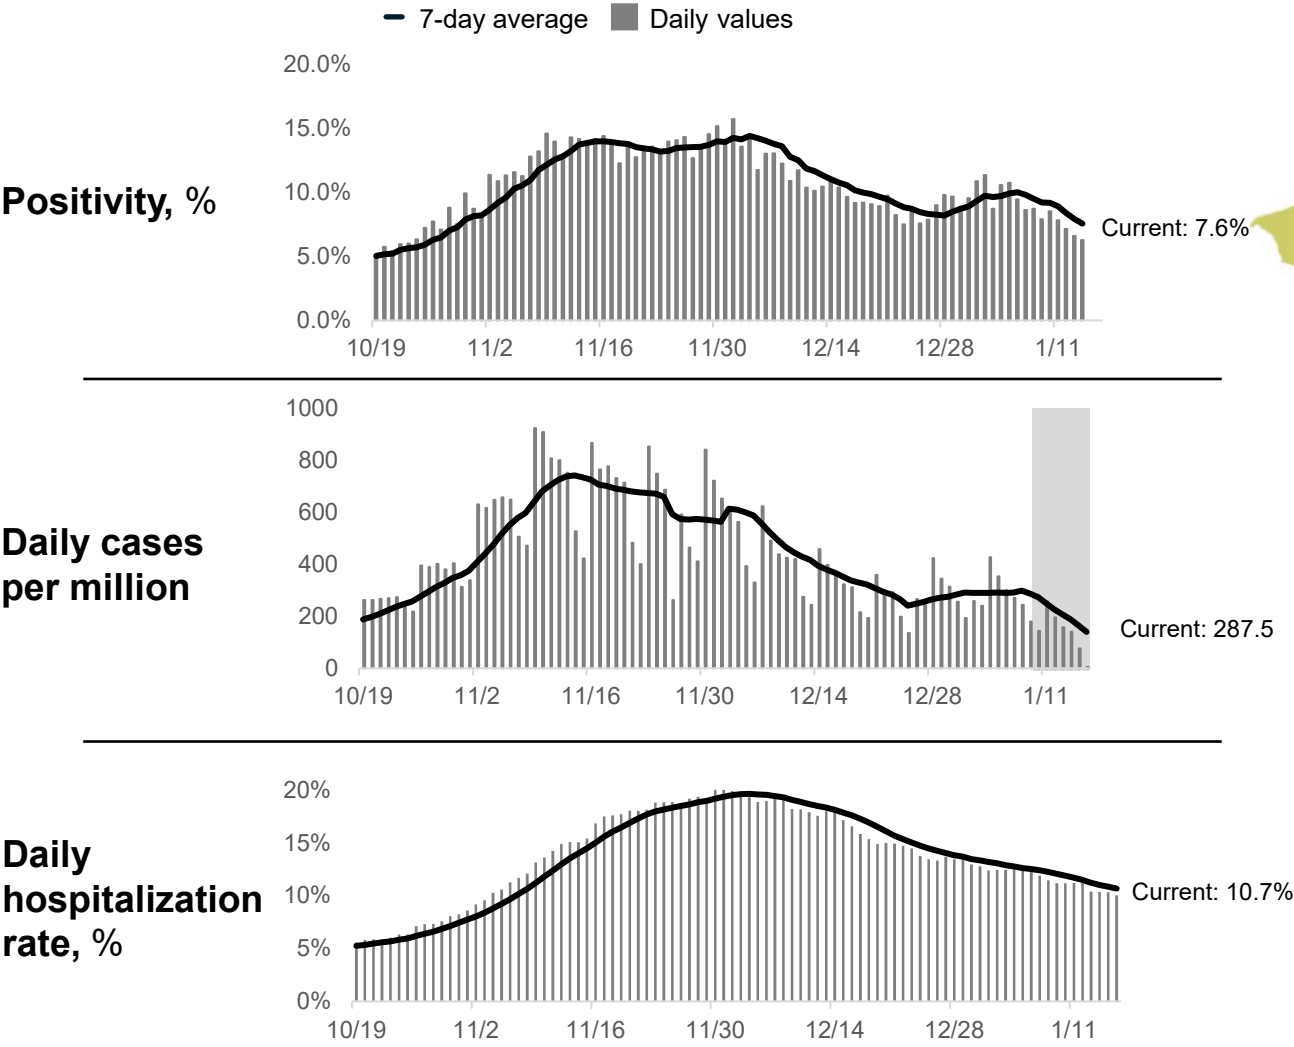 7-day average Daily values
20.0%
15.0%
10.0%
5.0%
0.0%
Positivity, %
Current: 7.6%
10/19 11/2 11/16 11/30 12/14 12/28 1/11
1000
800
600
400
200
0
Daily cases
per million
Current: 287.5
10/19 11/2 11/16 11/30 12/14 12/28 1/11
20%
15%
10%
5%
0%
Daily
hospitalization
rate, %
Current: 10.7%
10/19 11/2 11/16 11/30 12/14 12/28 1/11